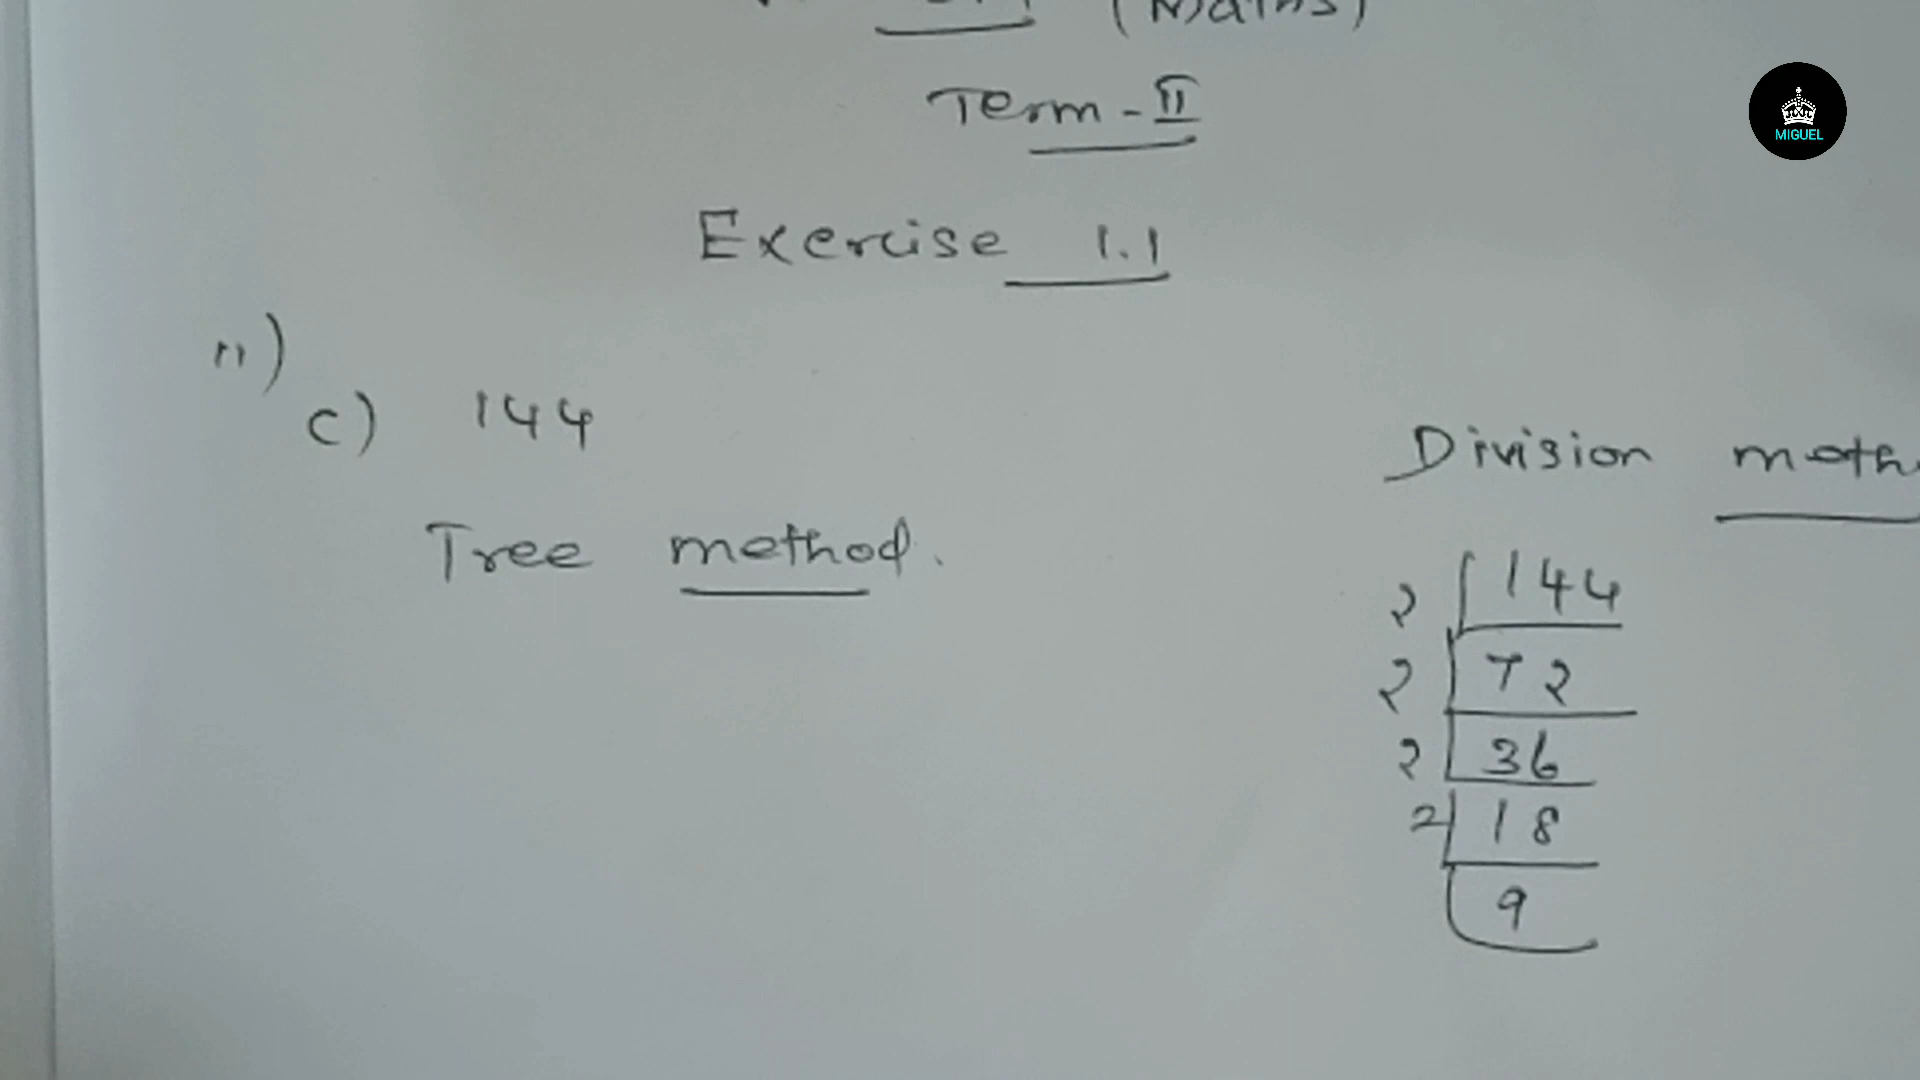 (Maths)
Term - II
Exercise 1.1
11)
c) 144
Tree method.
Division
2 144
2 72
2 36
2 18
9
MIGUEL